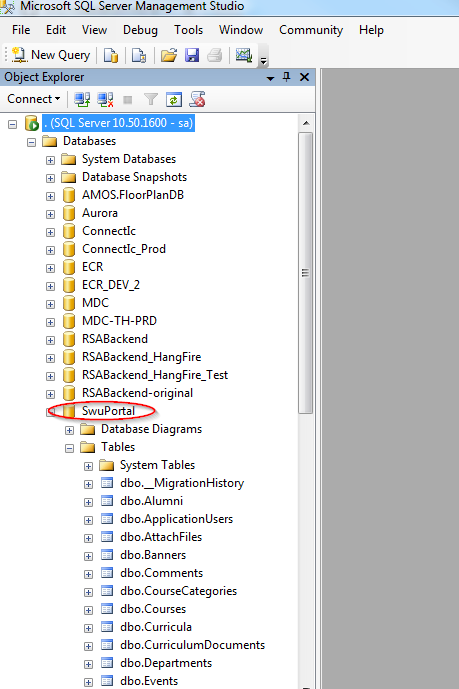 Microsoft SQL Server Management Studio
File Edit View Debug Tools Window Community Help
New Query
Object Explorer
Connect
. (SQL Server 10.50.1600 - sa)
Databases
System Databases
Database Snapshots
AMOS.FloorPlanDB
Aurora
ConnectIc
ConnectIc_Prod
ECR
ECR_DEV_2
MDC
MDC-TH-PRD
RSABackend
RSABackend_HangFire
RSABackend_HangFire_Test
RSABackend-original
SwuPortal
Database Diagrams
Tables
System Tables
dbo.__MigrationHistory
dbo.Alumni
dbo.ApplicationUsers
dbo.AttachFiles
dbo.Banners
dbo.Comments
dbo.CourseCategories
dbo.Courses
dbo.Curricula
dbo.CurriculumDocuments
dbo.Departments
dbo.Events